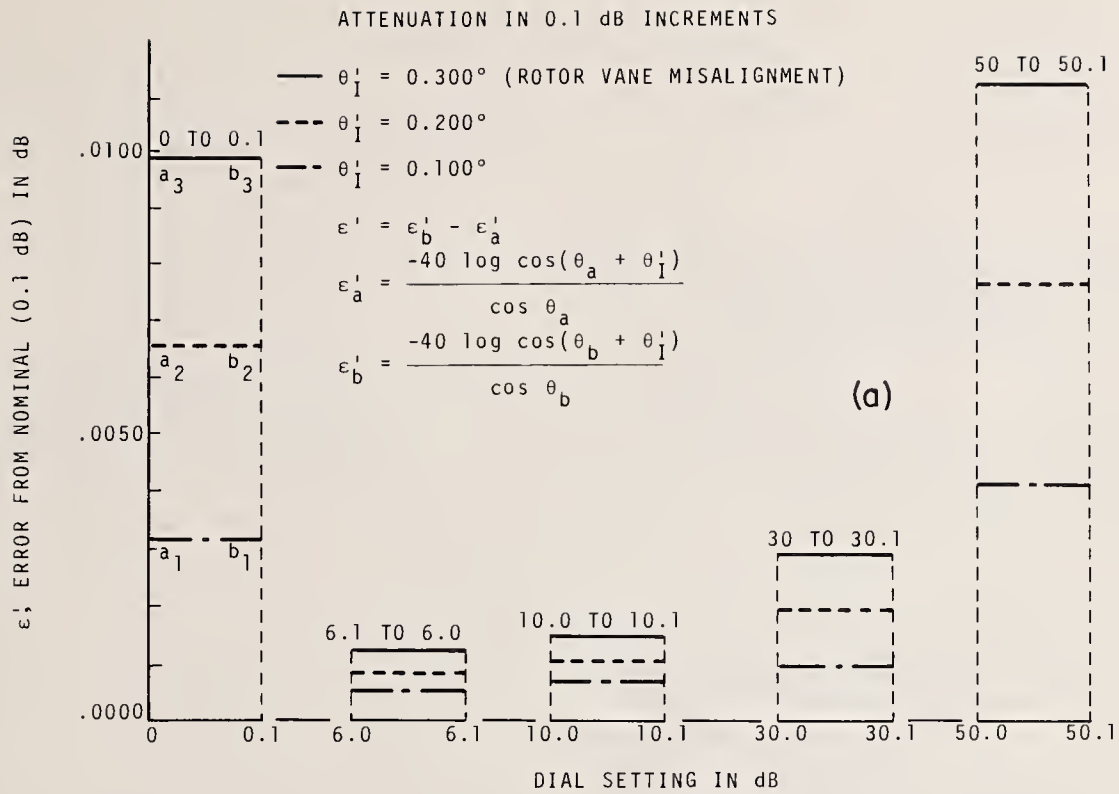 ATTENUATION IN 0.1 dB INCREMENTS
θ'I = 0.300° (ROTOR VANE MISALIGNMENT)
θ'I = 0.200°
θ'I = 0.100°
ε' = ε'b - ε'a
ε'a = -40 log cos(θa + θ'I) / cos θa
ε'b = -40 log cos(θb + θ'I) / cos θb
(a)
ε', ERROR FROM NOMINAL (0.1 dB) IN dB
.0100
.0050
.0000
0 TO 0.1
a3 b3
a2 b2
a1 b1
6.1 TO 6.0
10.0 TO 10.1
30 TO 30.1
50 TO 50.1
0 0.1 6.0 6.1 10.0 10.1 30.0 30.1 50.0 50.1
DIAL SETTING IN dB